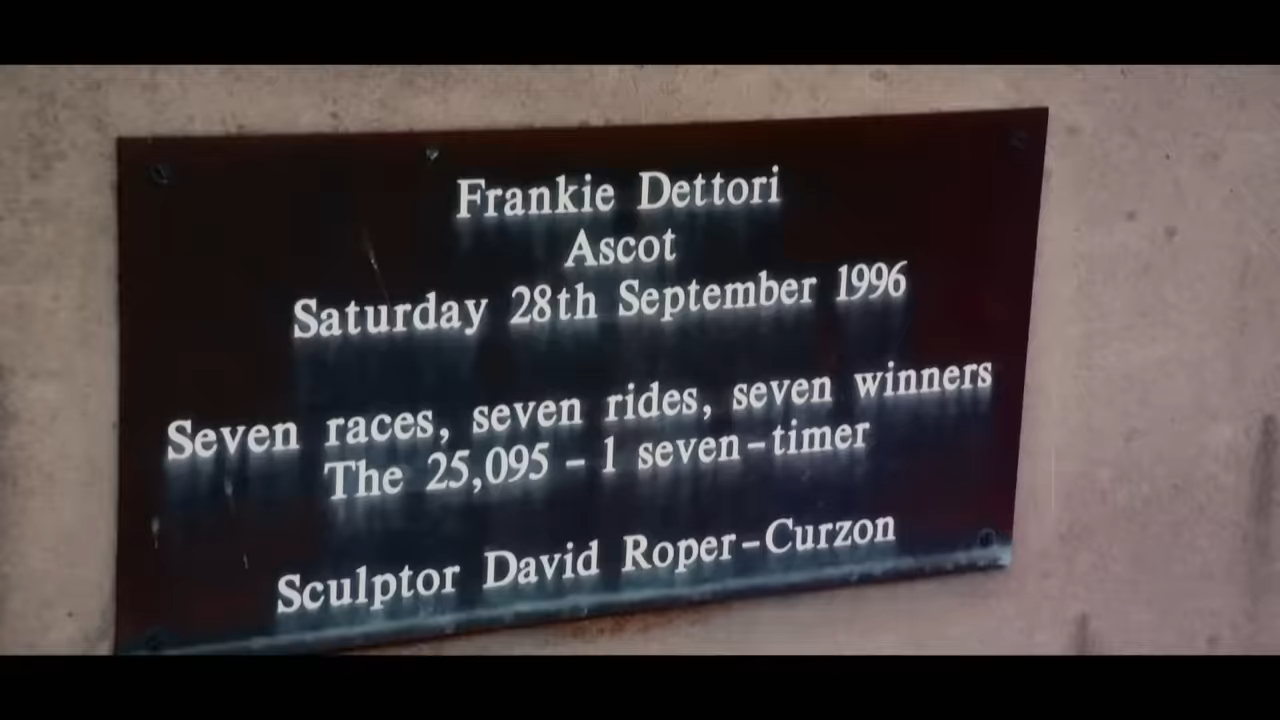 Frankie Dettori
Ascot
Saturday 28th September 1996
Seven races, seven rides, seven winners
The 25,095 - 1 seven-timer
Sculptor David Roper-Curzon